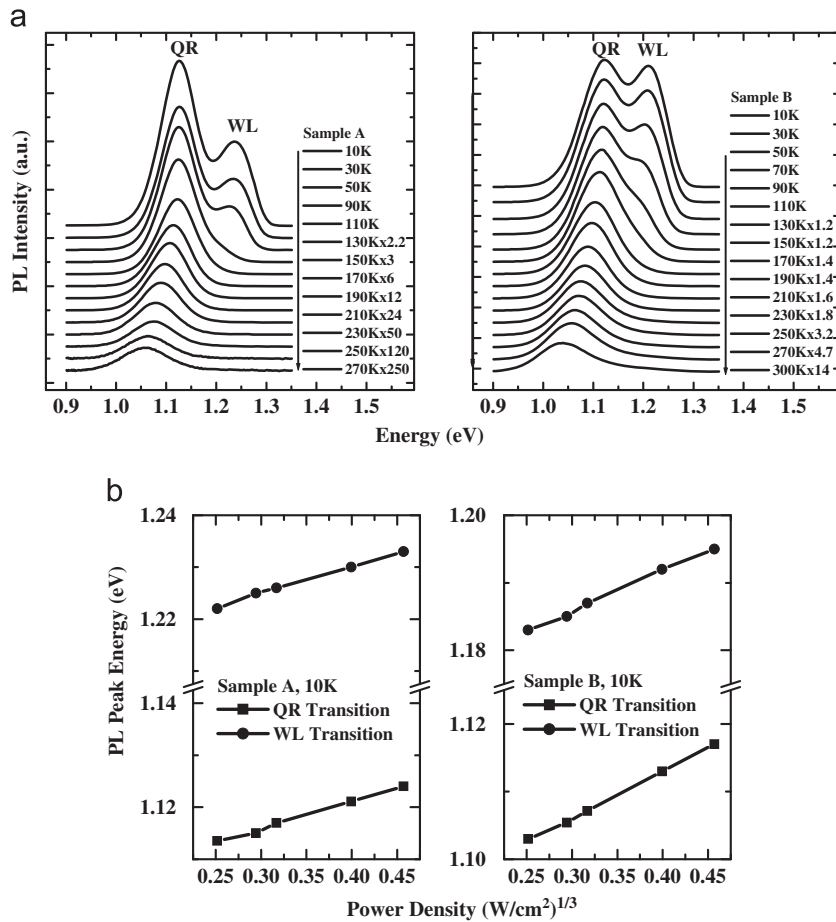 a
QR
WL
Sample A
10K
30K
50K
90K
110K
130Kx2.2
150Kx3
170Kx6
190Kx12
210Kx24
230Kx50
250Kx120
270Kx250
0.9 1.0 1.1 1.2 1.3 1.4 1.5
PL Intensity (a.u.)
QR WL
Sample B
10K
30K
50K
70K
90K
110K
130Kx1.2
150Kx1.2
170Kx1.4
190Kx1.4
210Kx1.6
230Kx1.8
250Kx3.2
270Kx4.7
300Kx14
0.9 1.0 1.1 1.2 1.3 1.4 1.5
Energy (eV)
b
PL Peak Energy (eV)
1.24
1.22
1.14
1.12
Sample A, 10K
QR Transition
WL Transition
0.25 0.30 0.35 0.40 0.45
1.20
1.18
1.12
1.10
Sample B, 10K
QR Transition
WL Transition
0.25 0.30 0.35 0.40 0.45
Power Density (W/cm²)¹/³